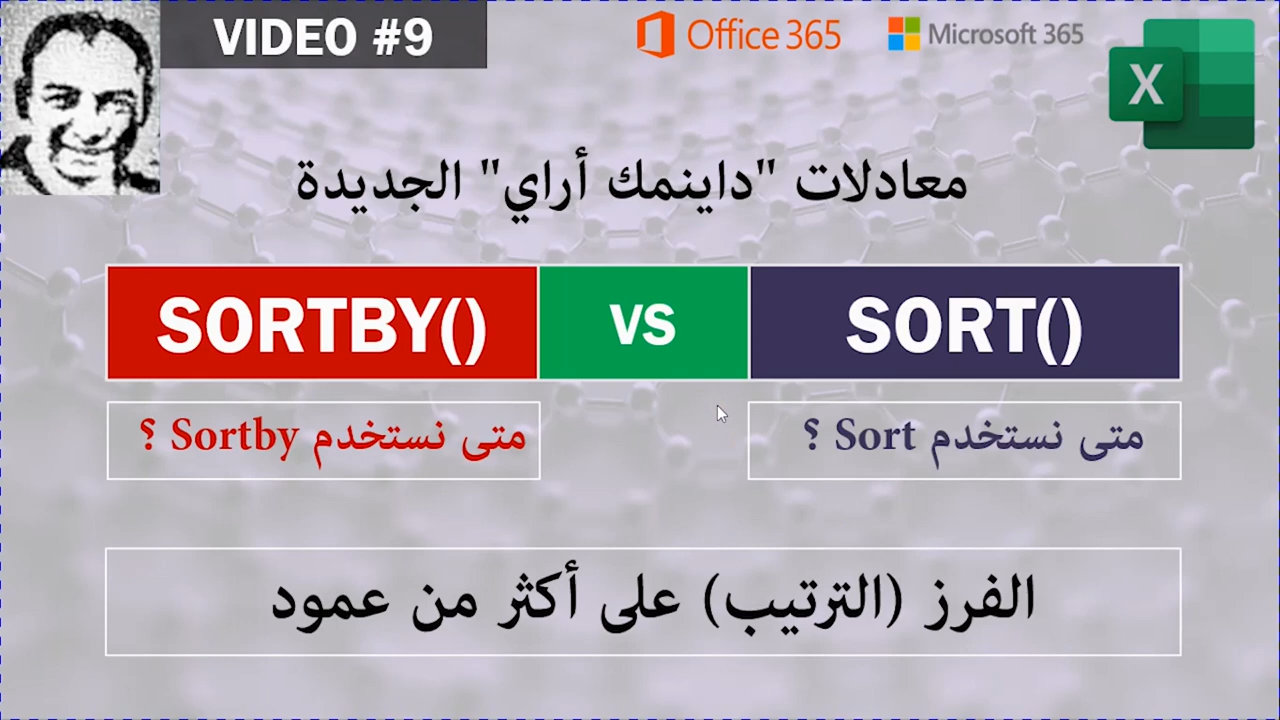 VIDEO #9
Office 365
Microsoft 365
X
معادلات "داينمك أراي" الجديدة
SORTBY()
VS
SORT()
متى نستخدم Sort ؟
متى نستخدم Sortby ؟
الفرز (الترتيب) على أكثر من عمود